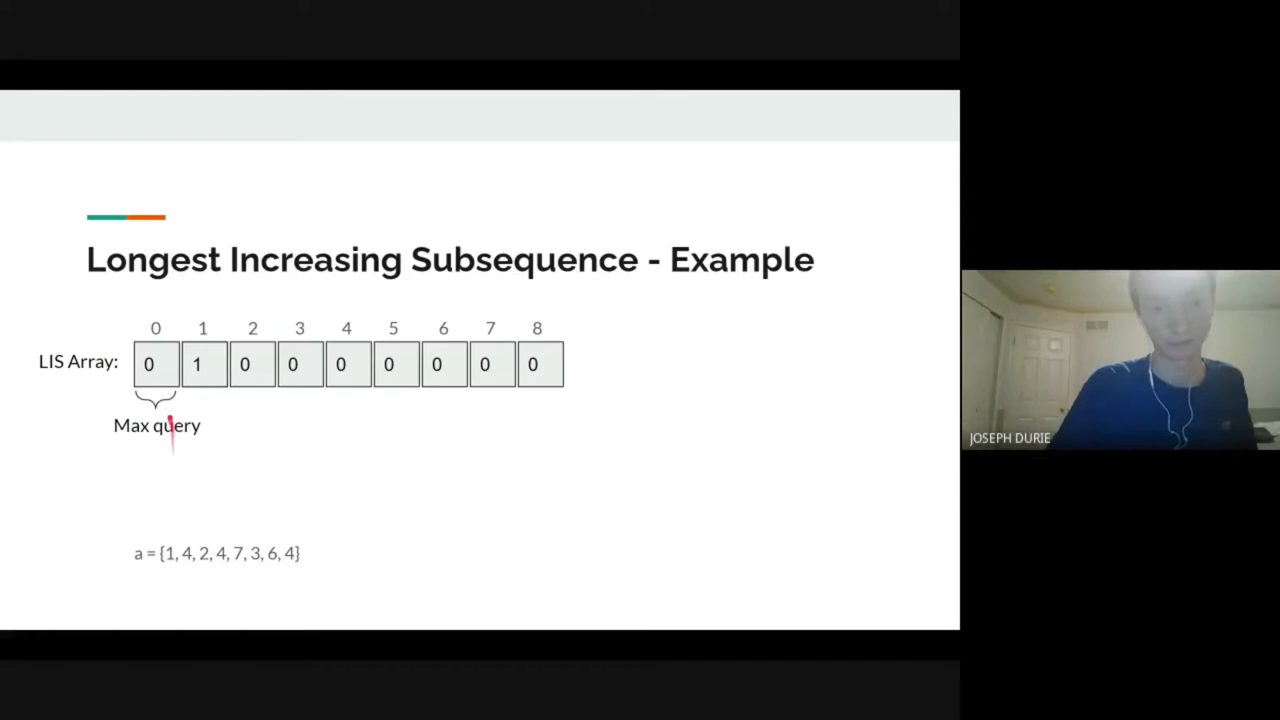 Longest Increasing Subsequence - Example
0 1 2 3 4 5 6 7 8
LIS Array: 0 1 0 0 0 0 0 0 0
Max query
a = {1, 4, 2, 4, 7, 3, 6, 4}
JOSEPH DURIE